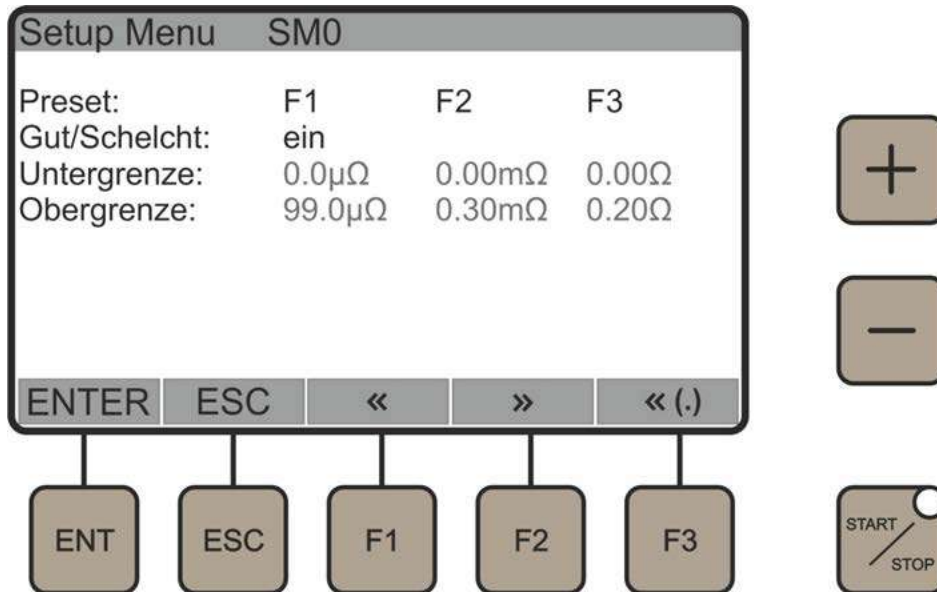 Setup Menu SM0
Preset: F1 F2 F3
Gut/Schelcht: ein
Untergrenze: 0.0µΩ 0.00mΩ 0.00Ω
Obergrenze: 99.0µΩ 0.30mΩ 0.20Ω
ENTER ESC « » « (.)
ENT ESC F1 F2 F3
+
−
START / STOP